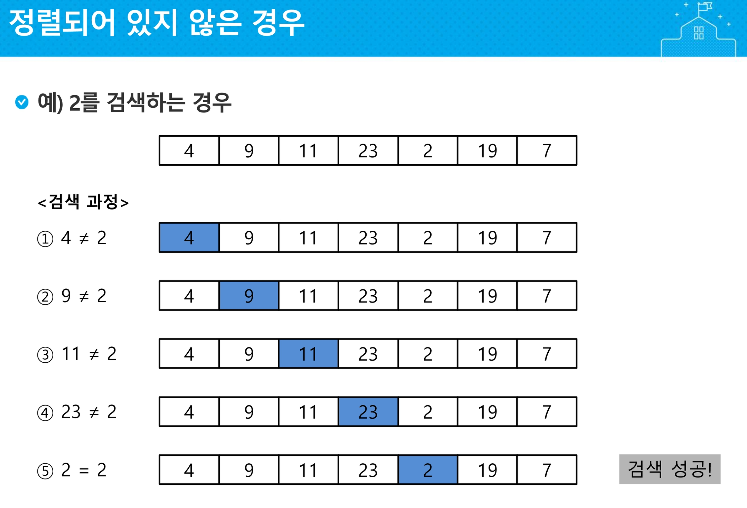 정렬되어 있지 않은 경우
예) 2를 검색하는 경우
4 9 11 23 2 19 7
<검색 과정>
① 4 ≠ 2 4 9 11 23 2 19 7
② 9 ≠ 2 4 9 11 23 2 19 7
③ 11 ≠ 2 4 9 11 23 2 19 7
④ 23 ≠ 2 4 9 11 23 2 19 7
⑤ 2 = 2 4 9 11 23 2 19 7 검색 성공!